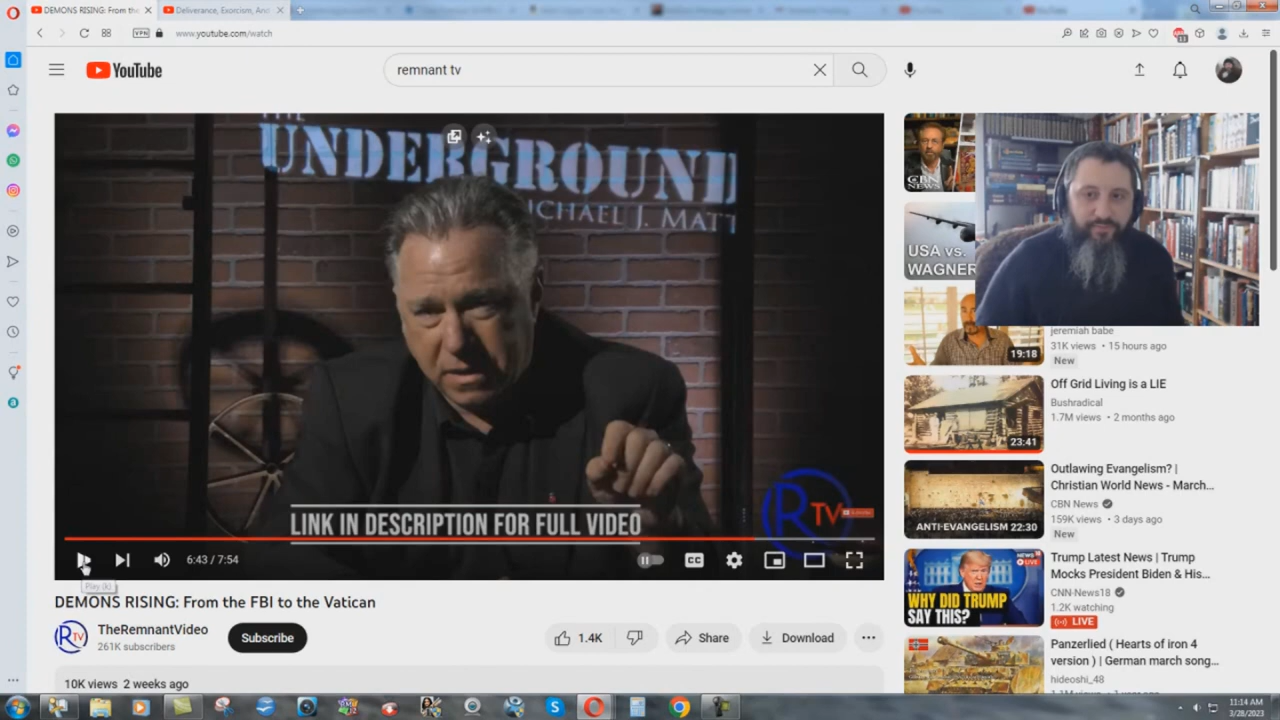 DEMONS RISING: From the
Deliverance, Exorcism, And
VPN
www.youtube.com/watch
YouTube
remnant tv
THE
UNDERGROUND
MICHAEL J. MATT
RTV
LINK IN DESCRIPTION FOR FULL VIDEO
6:43 / 7:54
CC
Play (k)
DEMONS RISING: From the FBI to the Vatican
RTV
TheRemnantVideo
261K subscribers
Subscribe
1.4K
Share
Download
10K views 2 weeks ago
CBN
NEWS
USA vs.
WAGNER
19:18
jeremiah babe
31K views • 15 hours ago
New
23:41
Off Grid Living is a LIE
Bushradical
1.7M views • 2 months ago
ANTI-EVANGELISM 22:30
Outlawing Evangelism? |
Christian World News - March...
CBN News
159K views • 3 days ago
New
NEWS
LIVE
WHY DID TRUMP
SAY THIS?
Trump Latest News | Trump
Mocks President Biden & His...
CNN-News18
1.2K watching
LIVE
Panzerlied ( Hearts of iron 4
version ) | German march song...
hideoshi_48
11:14 AM
3/28/2023